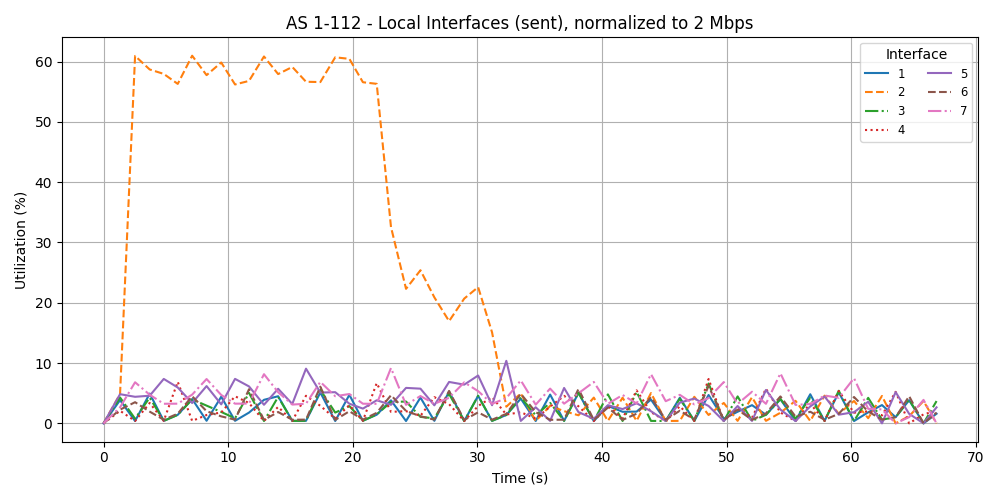 AS 1-112 - Local Interfaces (sent), normalized to 2 Mbps
Interface
1 5
2 6
3 7
4
Utilization (%)
60
50
40
30
20
10
0
0 10 20 30 40 50 60 70
Time (s)